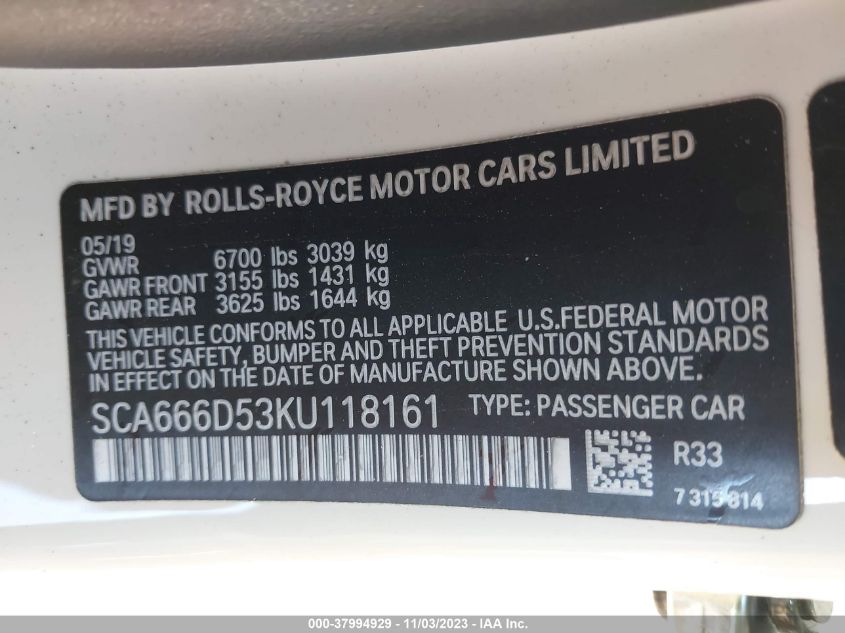 MFD BY ROLLS-ROYCE MOTOR CARS LIMITED
05/19
GVWR 6700 lbs 3039 kg
GAWR FRONT 3155 lbs 1431 kg
GAWR REAR 3625 lbs 1644 kg
THIS VEHICLE CONFORMS TO ALL APPLICABLE U.S.FEDERAL MOTOR
VEHICLE SAFETY, BUMPER AND THEFT PREVENTION STANDARDS
IN EFFECT ON THE DATE OF MANUFACTURE SHOWN ABOVE.
SCA666D53KU118161 TYPE: PASSENGER CAR
R33
7 315 814
000-37994929 - 11/03/2023 - IAA Inc.